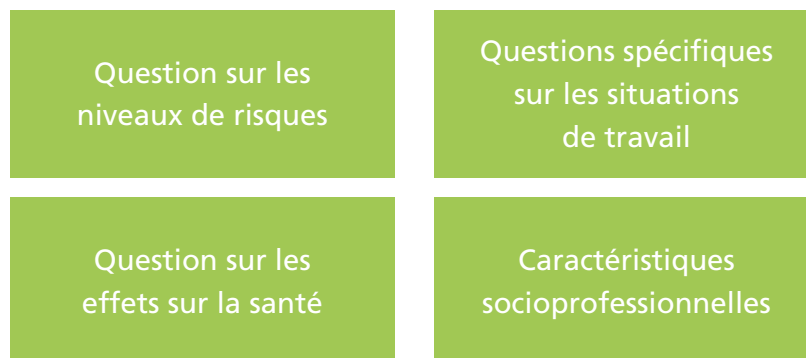 Question sur les
niveaux de risques
Questions spécifiques
sur les situations
de travail
Question sur les
effets sur la santé
Caractéristiques
socioprofessionnelles